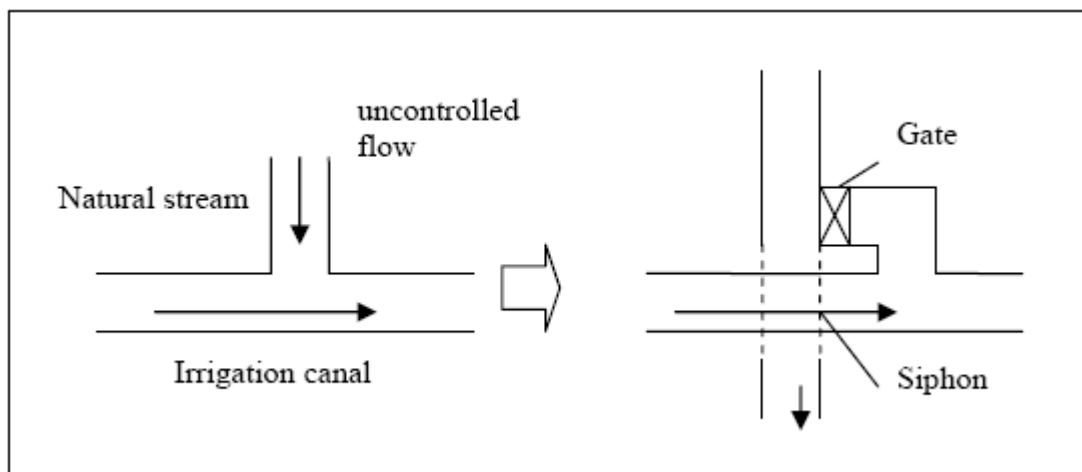 uncontrolled
flow
Natural stream
Irrigation canal
Gate
Siphon